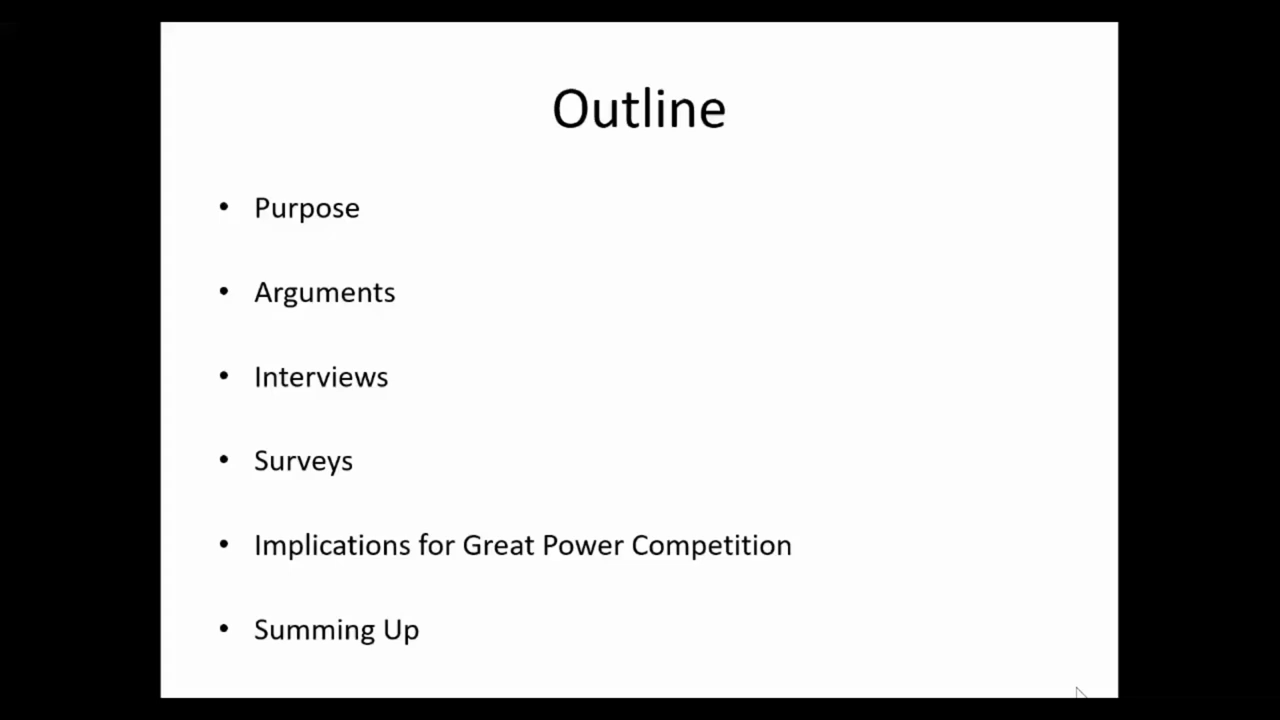 Outline
• Purpose
• Arguments
• Interviews
• Surveys
• Implications for Great Power Competition
• Summing Up